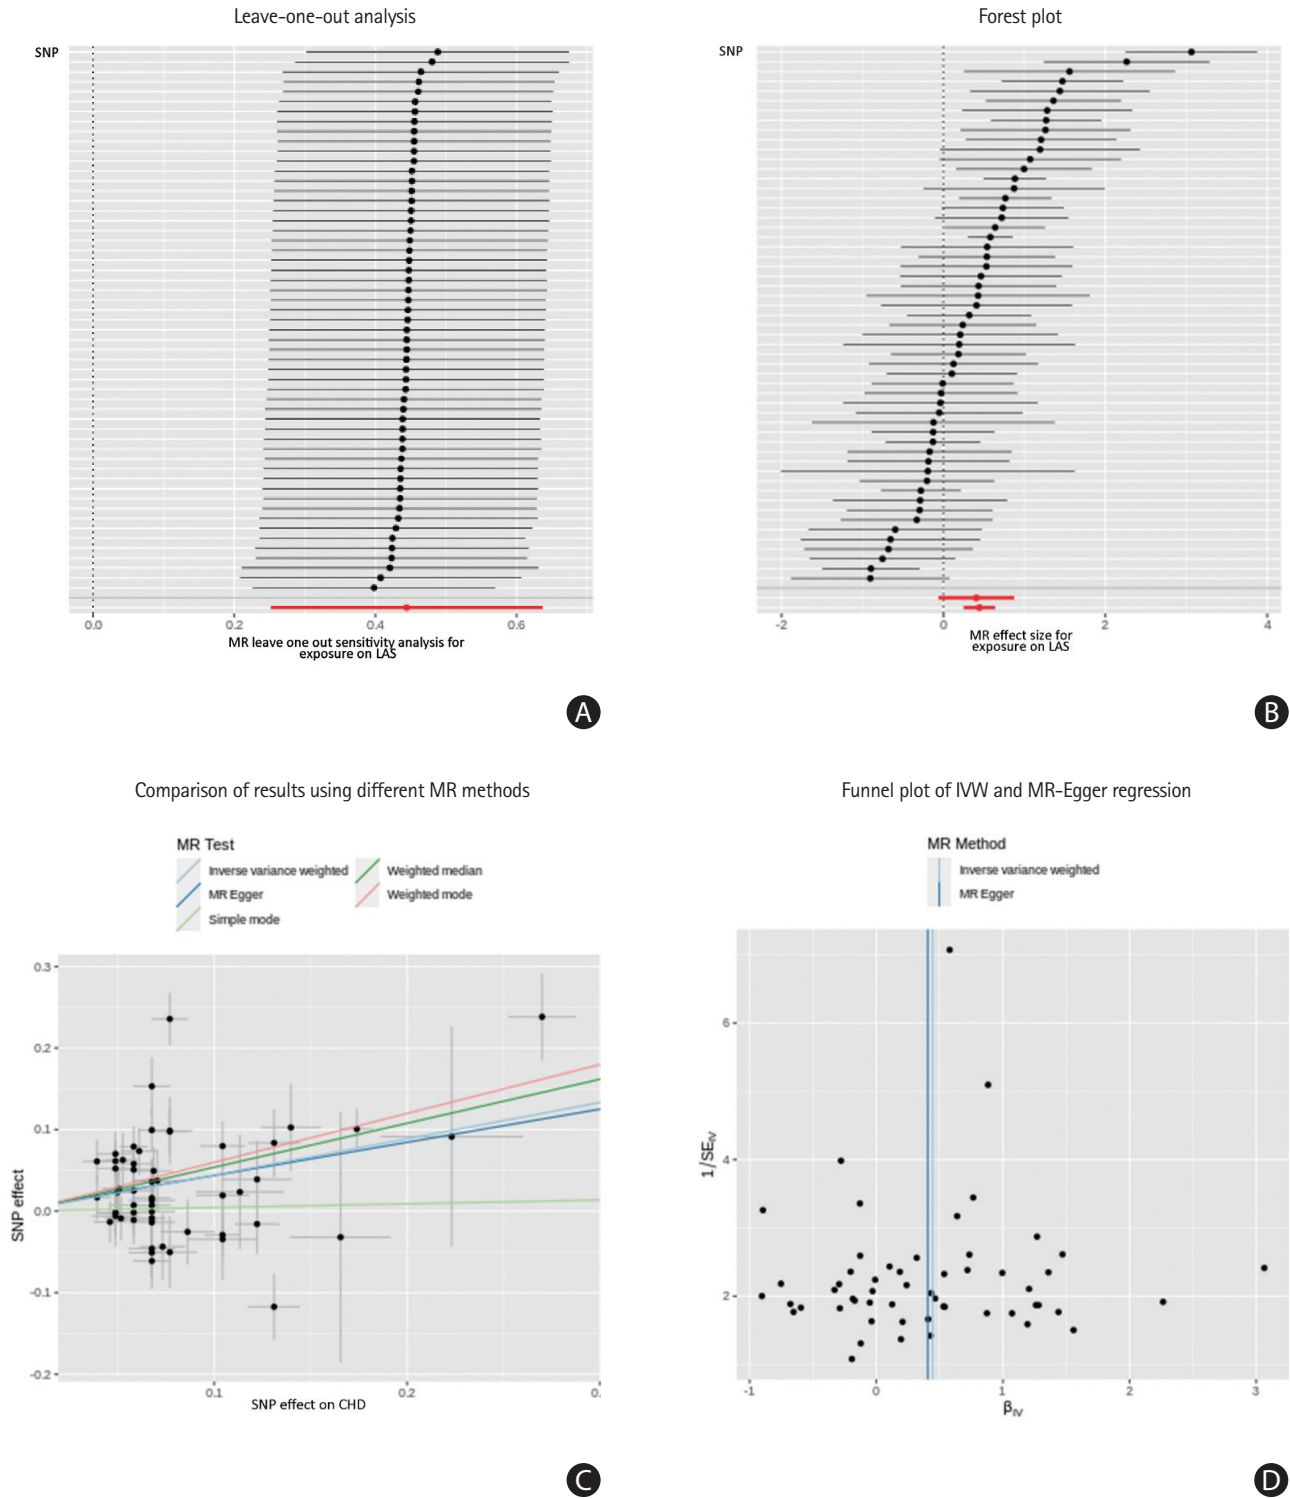 Leave-one-out analysis
SNP
0.0 0.2 0.4 0.6
MR leave one out sensitivity analysis for
exposure on LAS
A
Forest plot
SNP
-2 0 2 4
MR effect size for
exposure on LAS
B
Comparison of results using different MR methods
MR Test
Inverse variance weighted
Weighted median
MR Egger
Weighted mode
Simple mode
0.3
0.2
0.1
0.0
-0.1
-0.2
SNP effect
0.1 0.2 0.
SNP effect on CHD
C
Funnel plot of IVW and MR-Egger regression
MR Method
Inverse variance weighted
MR Egger
6
4
2
1/SE_IV
-1 0 1 2 3
β_IV
D